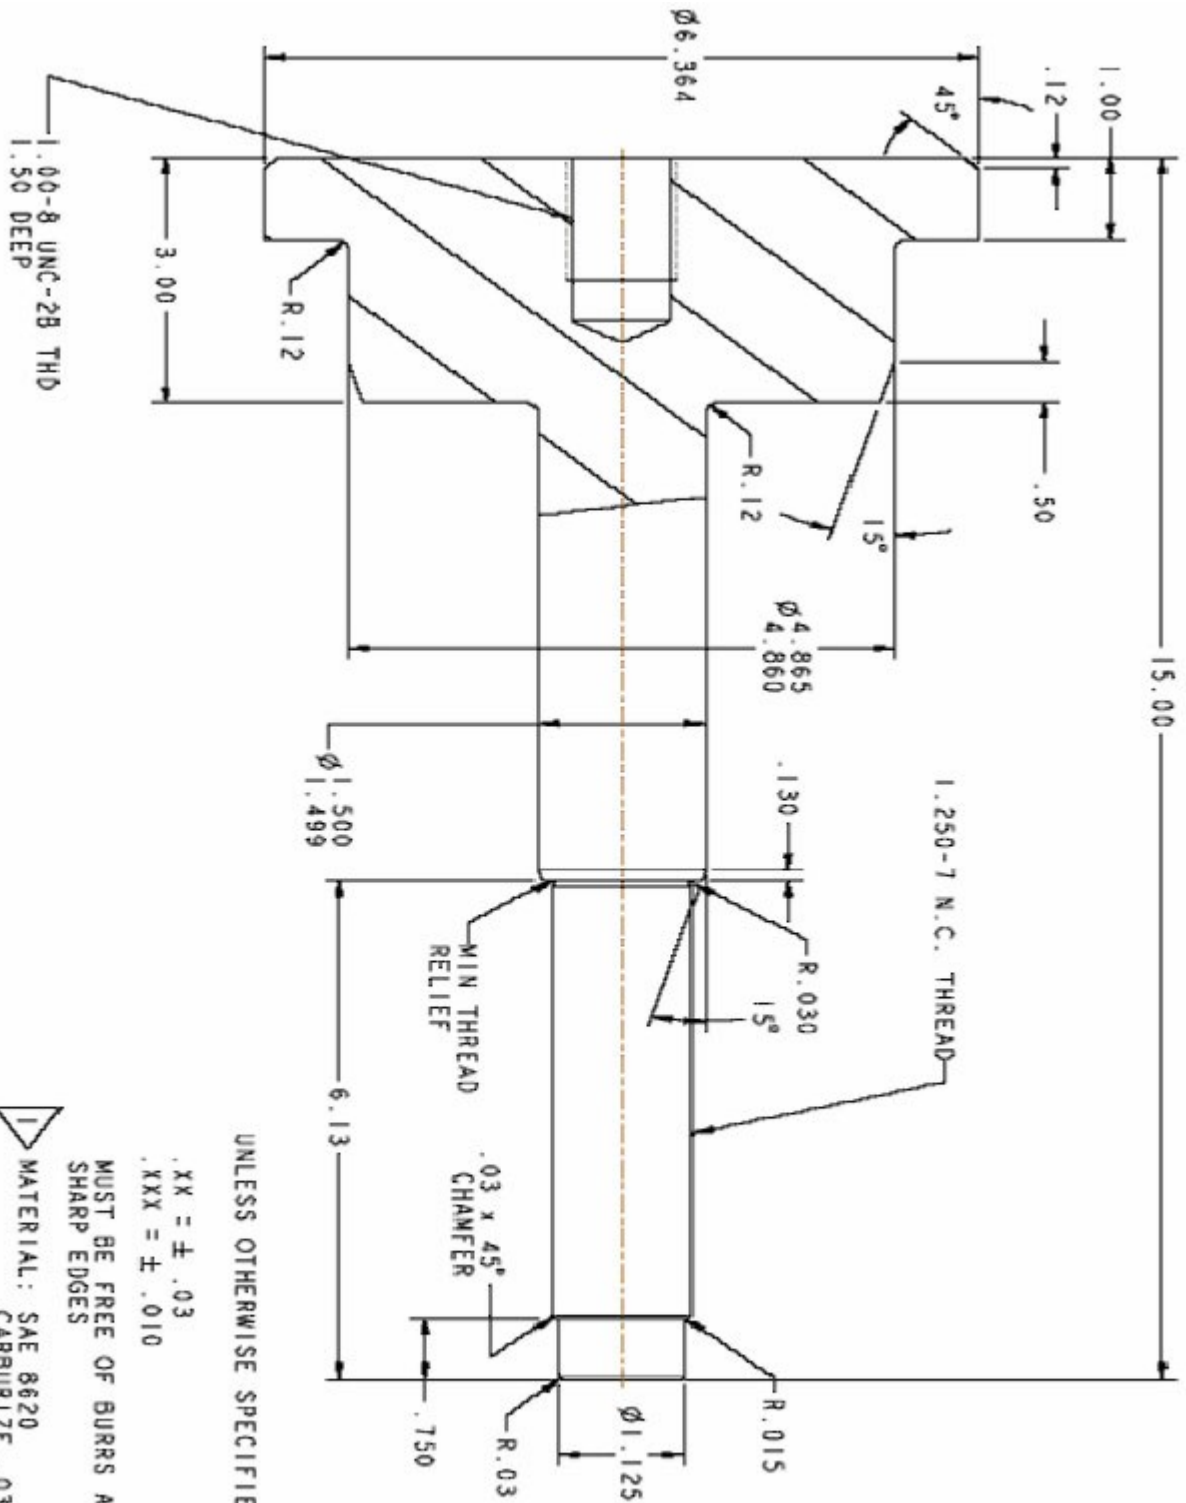 15.00
1.00
.12
45°
Ø6.364
.50
15°
R.12
Ø4.865
4.860
.130
1.250-7 N.C. THREAD
R.030
15°
3.00
R.12
1.00-8 UNC-2B THD
1.50 DEEP
Ø1.500
1.499
MIN THREAD
RELIEF
6.13
.03 x 45°
CHAMFER
R.015
Ø1.125
R.03
.750
UNLESS OTHERWISE SPECIFIE
.XX = ± .03
.XXX = ± .010
MUST BE FREE OF BURRS A
SHARP EDGES
1
MATERIAL: SAE 8620
CARBURIZE .03